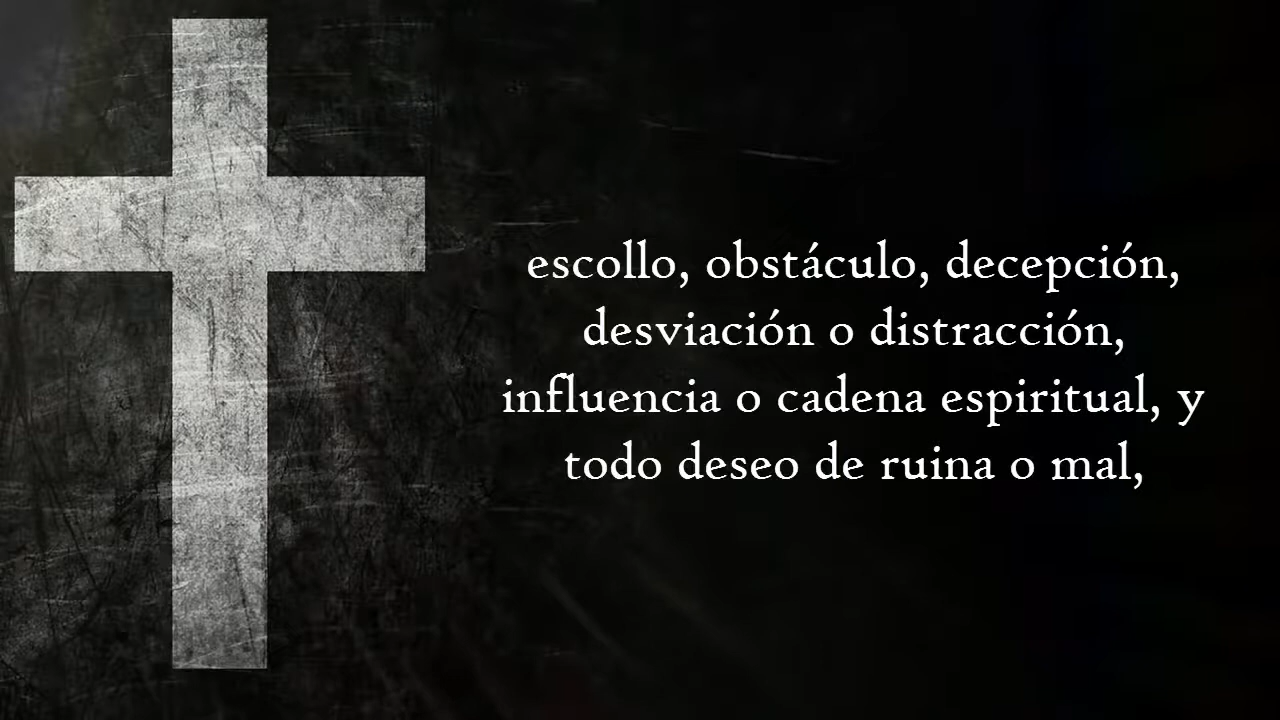 escollo, obstáculo, decepción,
desviación o distracción,
influencia o cadena espiritual, y
todo deseo de ruina o mal,